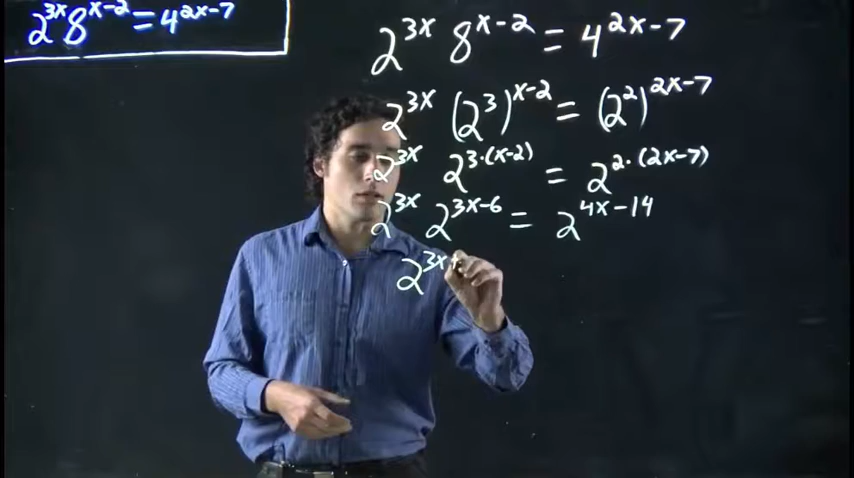 2^{3x} 8^{x-2} = 4^{2x-7}
2^{3x} 8^{x-2} = 4^{2x-7}
2^{3x} (2^{3})^{x-2} = (2^{2})^{2x-7}
2^{3x} 2^{3·(x-2)} = 2^{2·(2x-7)}
2^{3x} 2^{3x-6} = 2^{4x-14}
2^{3x+